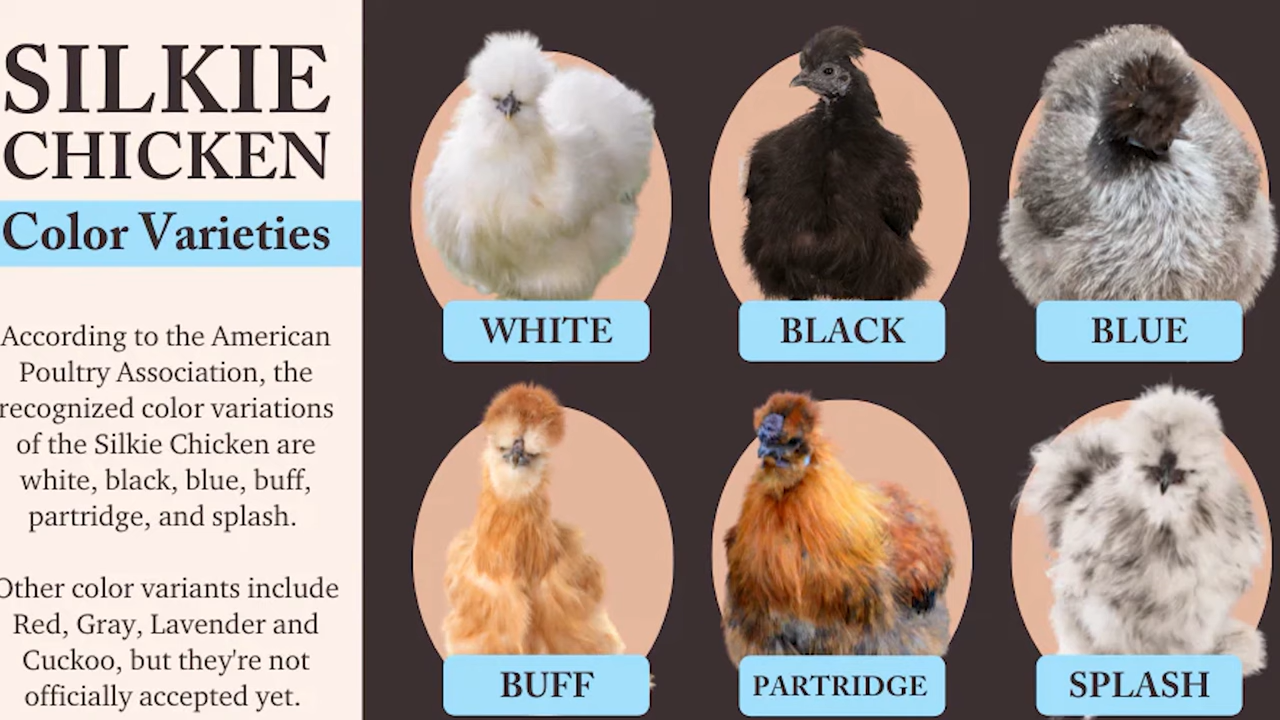 SILKIE
CHICKEN
Color Varieties
According to the American
Poultry Association, the
recognized color variations
of the Silkie Chicken are
white, black, blue, buff,
partridge, and splash.
Other color variants include
Red, Gray, Lavender and
Cuckoo, but they're not
officially accepted yet.
WHITE
BLACK
BLUE
BUFF
PARTRIDGE
SPLASH